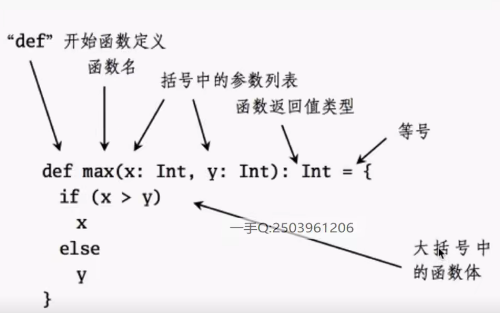 “def”开始函数定义
函数名
括号中的参数列表
函数返回值类型
等号
def max(x: Int, y: Int): Int = {
if (x > y)
x
一手Q:2503961206
else
大括号中
y
的函数体
}